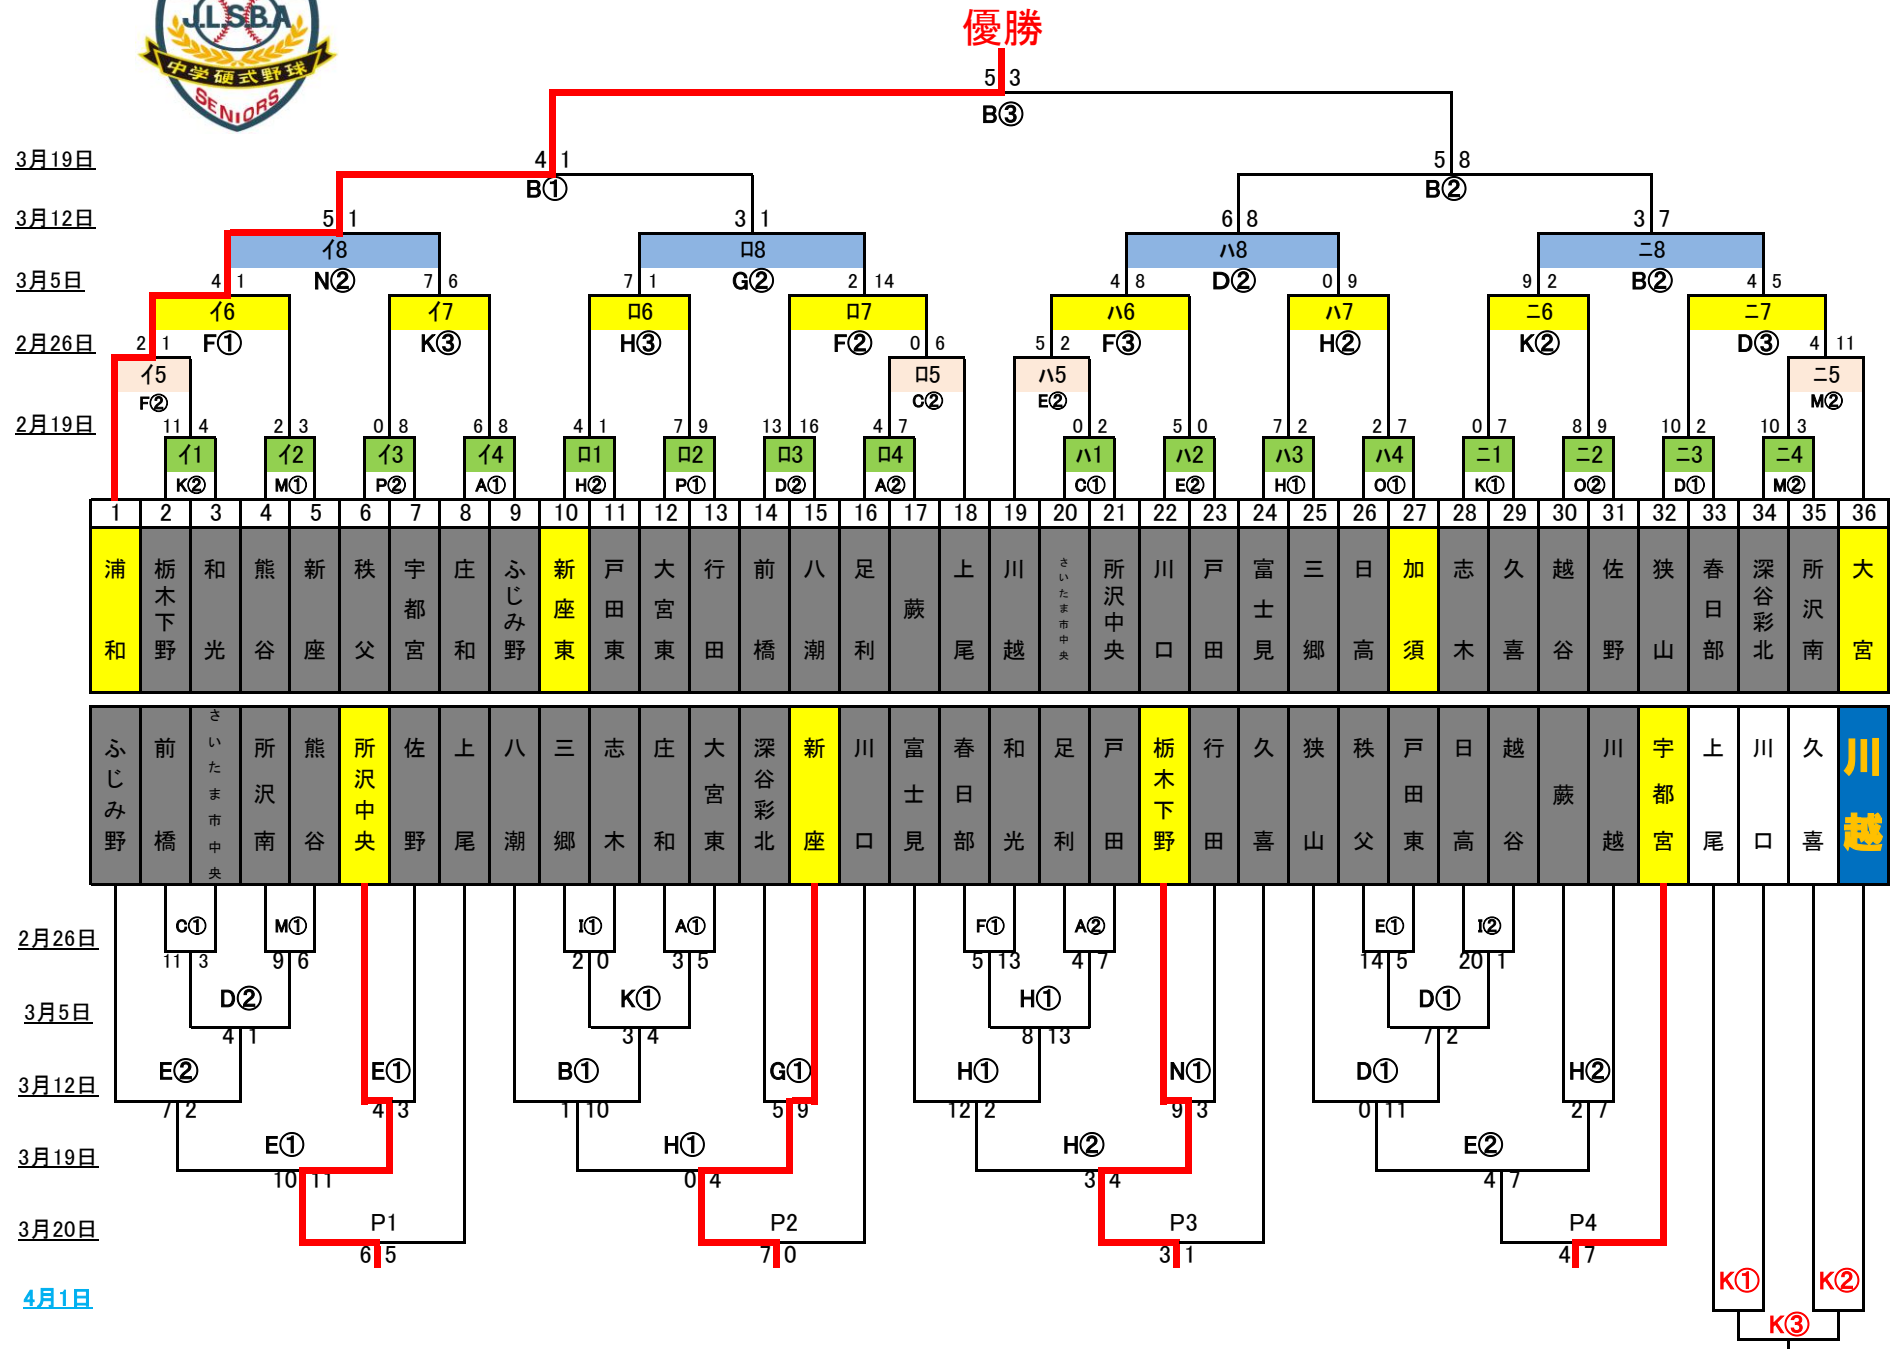 J.L.S.B.A
中学硬式野球
SENIORS
優勝
5 3
B③
3月19日
4 1
5 8
B①
B②
3月12日
5 1
3 1
6 8
3 7
イ8
ロ8
ハ8
ニ8
3月5日
4 1
N②
7 6
7 1
G②
2 14
4 8
D②
0 9
9 2
B②
4 5
イ6
イ7
ロ6
ロ7
ハ6
ハ7
ニ6
ニ7
2月26日
2 1
F①
K③
H③
F②
0 6
5 2
F③
H②
K②
D③
4 11
イ5
ロ5
ハ5
ニ5
F②
C②
E②
M②
2月19日
11 4
2 3
0 8
6 8
4 1
7 9
13 16
4 7
0 2
5 0
7 2
2 7
0 7
8 9
10 2
10 3
イ1
イ2
イ3
イ4
ロ1
ロ2
ロ3
ロ4
ハ1
ハ2
ハ3
ハ4
ニ1
ニ2
ニ3
ニ4
K②
M①
P②
A①
H②
P①
D②
A②
C①
E②
H①
O①
K①
O②
D①
M②
1 2 3 4 5 6 7 8 9 10 11 12 13 14 15 16 17 18 19 20 21 22 23 24 25 26 27 28 29 30 31 32 33 34 35 36
浦和
栃木下野
和光
熊谷
新座
秩父
宇都宮
庄和
ふじみ野
新座東
戸田東
大宮東
行田
前橋
八潮
足利
蕨
上尾
川越
さいたま市中央
所沢中央
川口
戸田
富士見
三郷
日高
加須
志木
久喜
越谷
佐野
狭山
春日部
深谷彩北
所沢南
大宮
ふじみ野
前橋
さいたま市中央
所沢南
熊谷
所沢中央
佐野
上尾
八潮
三郷
志木
庄和
大宮東
深谷彩北
新座
川口
富士見
春日部
和光
足利
戸田
栃木下野
行田
久喜
狭山
秩父
戸田東
日高
越谷
蕨
川越
宇都宮
上尾
川口
久喜
川越
2月26日
C①
M①
I①
A①
F①
A②
E①
I②
11 3
9 6
2 0
3 5
5 13
4 7
14 5
20 1
3月5日
D②
K①
H①
D①
4 1
3 4
8 13
7 2
3月12日
E②
E①
B①
G①
H①
N①
D①
H②
7 2
4 3
1 10
5 9
12 2
9 3
0 11
2 7
3月19日
E①
H①
H②
E②
10 11
0 4
3 4
4 7
3月20日
P1
P2
P3
P4
6 5
7 0
3 1
4 7
4月1日
K①
K②
K③